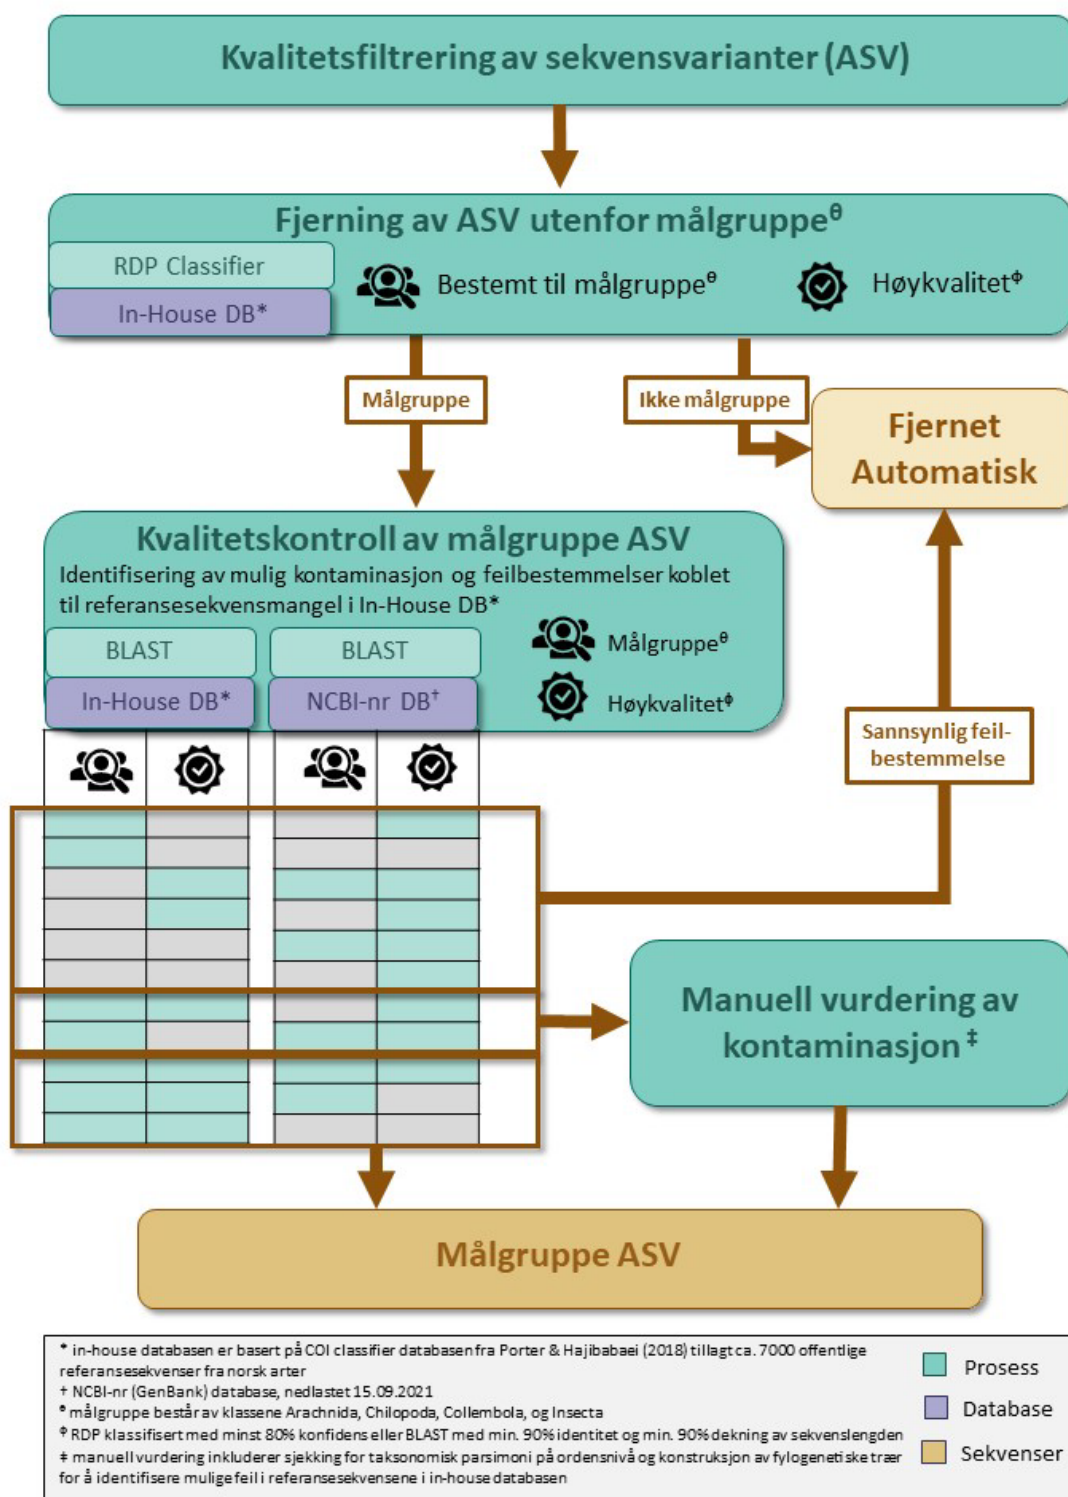 Kvalitetsfiltrering av sekvensvarianter (ASV)
Fjerning av ASV utenfor målgruppe^θ
RDP Classifier
In-House DB*
Bestemt til målgruppe^θ
Høykvalitet^ϕ
Målgruppe
Ikke målgruppe
Fjernet
Automatisk
Kvalitetskontroll av målgruppe ASV
Identifisering av mulig kontaminasjon og feilbestemmelser koblet
til referansesekvensmangel i In-House DB*
BLAST
In-House DB*
BLAST
NCBI-nr DB†
Målgruppe^θ
Høykvalitet^ϕ
Sannsynlig feil-
bestemmelse
Manuell vurdering av
kontaminasjon ‡
Målgruppe ASV
* in-house databasen er basert på COI classifier databasen fra Porter & Hajibabaei (2018) tillagt ca. 7000 offentlige
referansesekvenser fra norsk arter
† NCBI-nr (GenBank) database, nedlastet 15.09.2021
^θ målgruppe består av klassene Arachnida, Chilopoda, Collembola, og Insecta
^ϕ RDP klassifisert med minst 80% konfidens eller BLAST med min. 90% identitet og min. 90% dekning av sekvenslengden
‡ manuell vurdering inkluderer sjekking for taksonomisk parsimoni på ordensnivå og konstruksjon av fylogenetiske trær
for å identifisere mulige feil i referansesekvensene i in-house databasen
Prosess
Database
Sekvenser